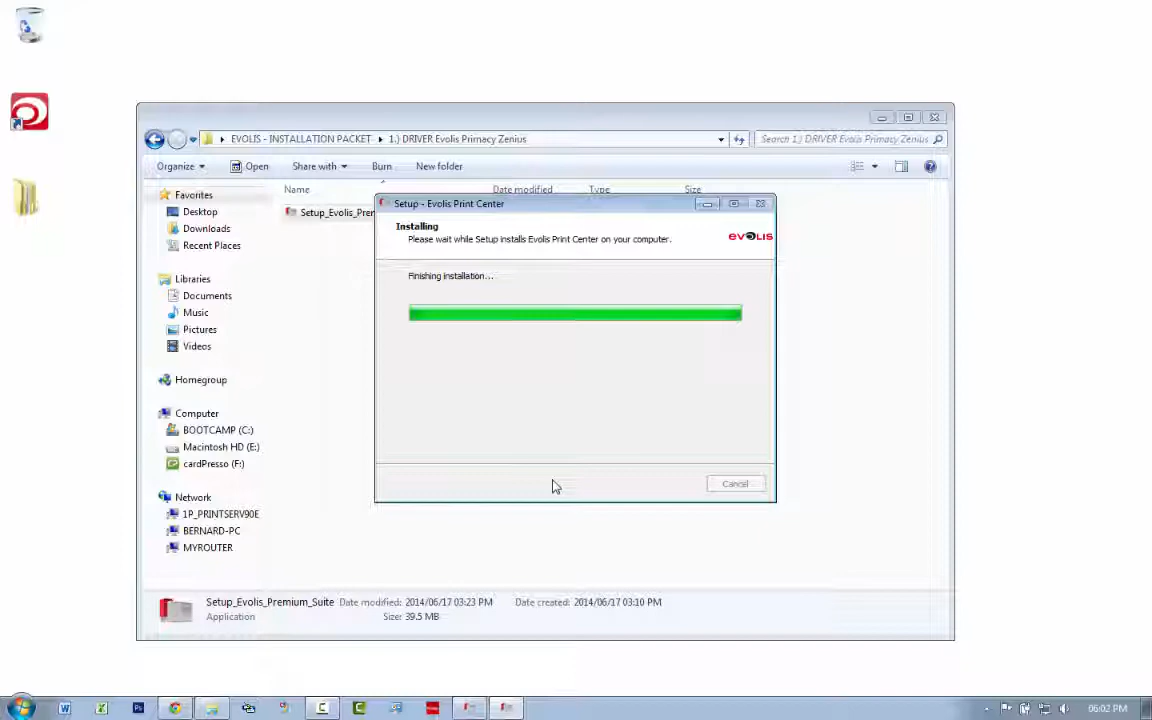 EVOLIS - INSTALLATION PACKET
1.) DRIVER Evolis Primacy Zenius
Search 1.) DRIVER Evolis Primacy Zenius
Organize
Open
Share with
Burn
New folder
Name
Date modified
Type
Size
Favorites
Desktop
Downloads
Recent Places
Libraries
Documents
Music
Pictures
Videos
Homegroup
Computer
BOOTCAMP (C:)
Macintosh HD (E:)
cardPresso (F:)
Network
1P_PRINTSERV90E
BERNARD-PC
MYROUTER
Setup_Evolis_Prer
Setup - Evolis Print Center
Installing
Please wait while Setup installs Evolis Print Center on your computer.
evolis
Finishing installation...
Cancel
Setup_Evolis_Premium_Suite
Date modified: 2014/06/17 03:23 PM
Date created: 2014/06/17 03:10 PM
Application
Size: 39.5 MB
06:02 PM